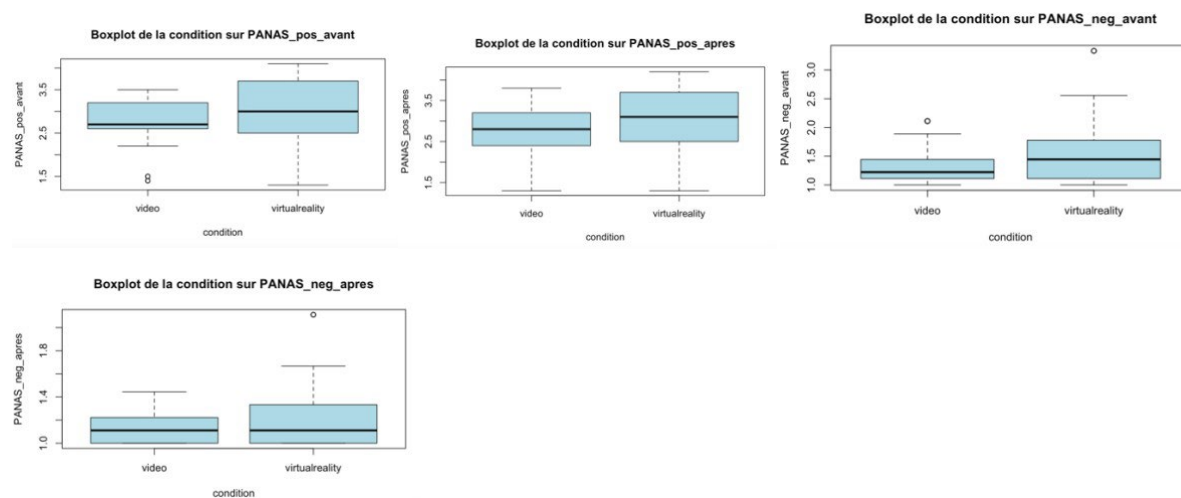 Boxplot de la condition sur PANAS_pos_avant
PANAS_pos_avant
3.5
2.5
1.5
video
virtualreality
condition
Boxplot de la condition sur PANAS_pos_apres
PANAS_pos_apres
3.5
2.5
1.5
video
virtualreality
condition
Boxplot de la condition sur PANAS_neg_avant
PANAS_neg_avant
3.0
2.5
2.0
1.5
1.0
video
virtualreality
condition
Boxplot de la condition sur PANAS_neg_apres
PANAS_neg_apres
1.8
1.4
1.0
video
virtualreality
condition